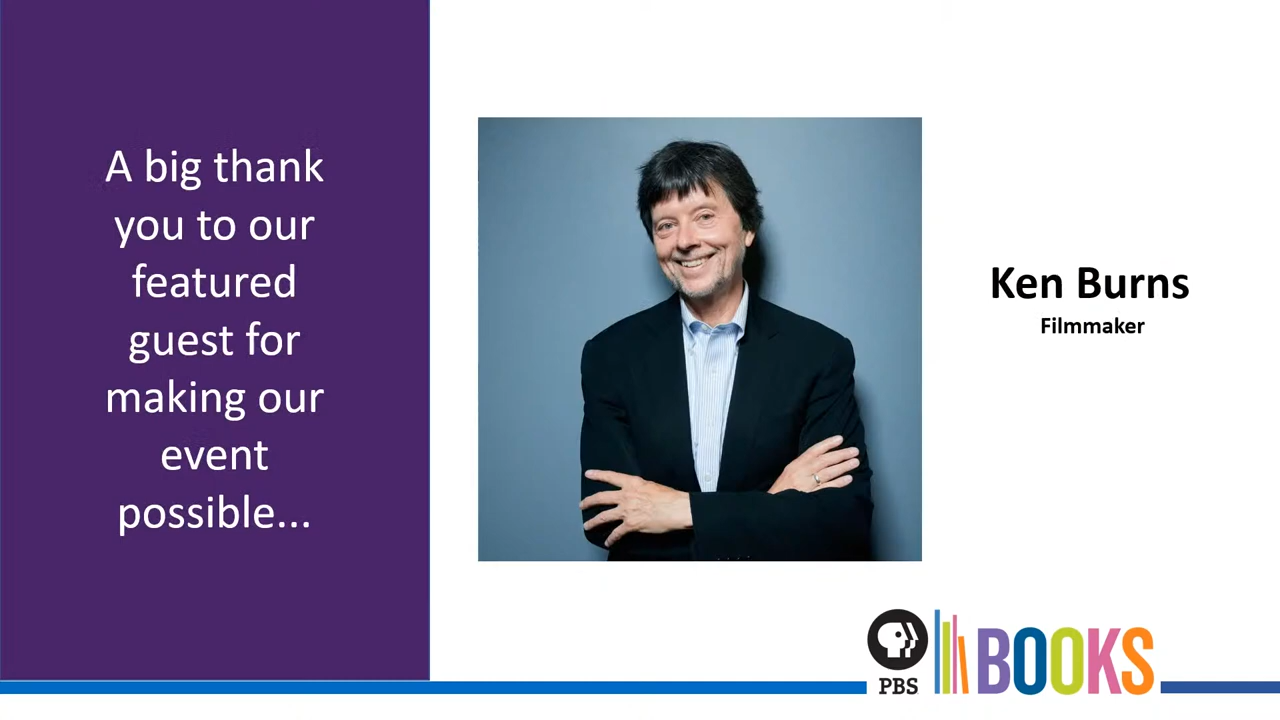 A big thank
you to our
featured
guest for
making our
event
possible...
Ken Burns
Filmmaker
PBS
BOOKS